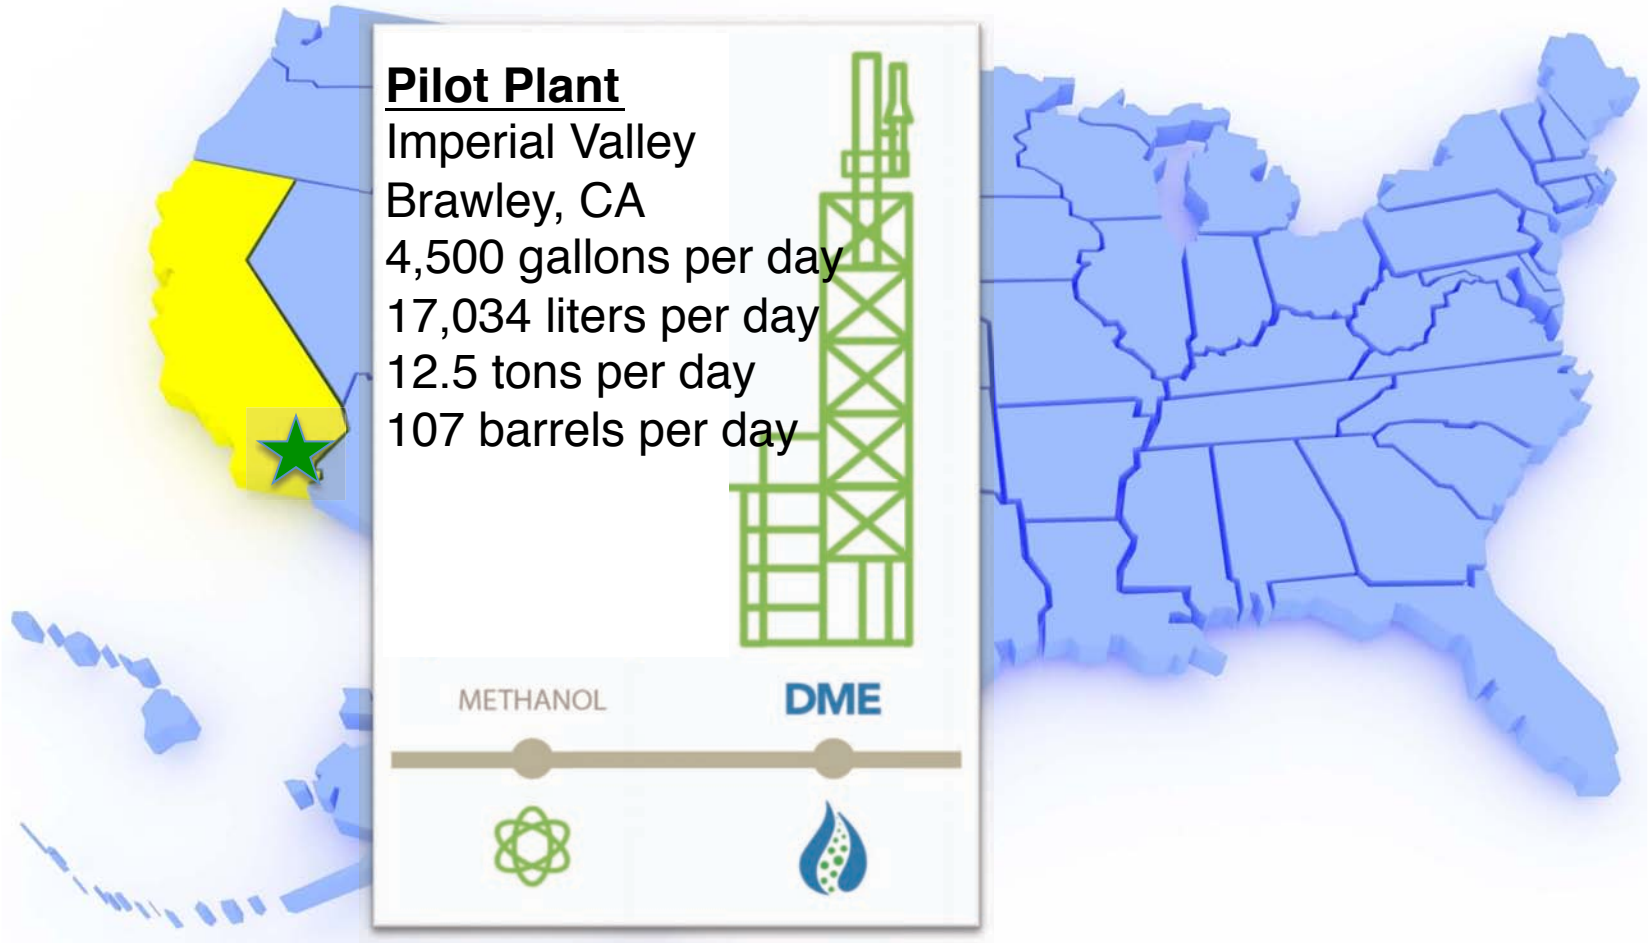 Pilot Plant
Imperial Valley
Brawley, CA
4,500 gallons per day
17,034 liters per day
12.5 tons per day
107 barrels per day
METHANOL
DME